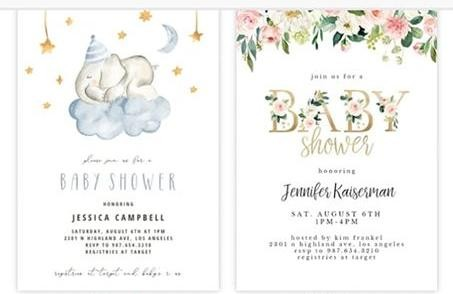 please join us for a
BABY SHOWER
HONORING
JESSICA CAMPBELL
SATURDAY, AUGUST 6TH AT 1PM
2301 N HIGHLAND AVE, LOS ANGELES
RSVP TO 987.654.3210
REGISTRIES AT TARGET
registries at target and baby's r us
join us for a
BABY
shower
honoring
Jennifer Kaiserman
SAT. AUGUST 6TH
1PM-4PM
hosted by kim frankel
2301 n highland ave, los angeles
rsvp to 987.654.3210
registries at target